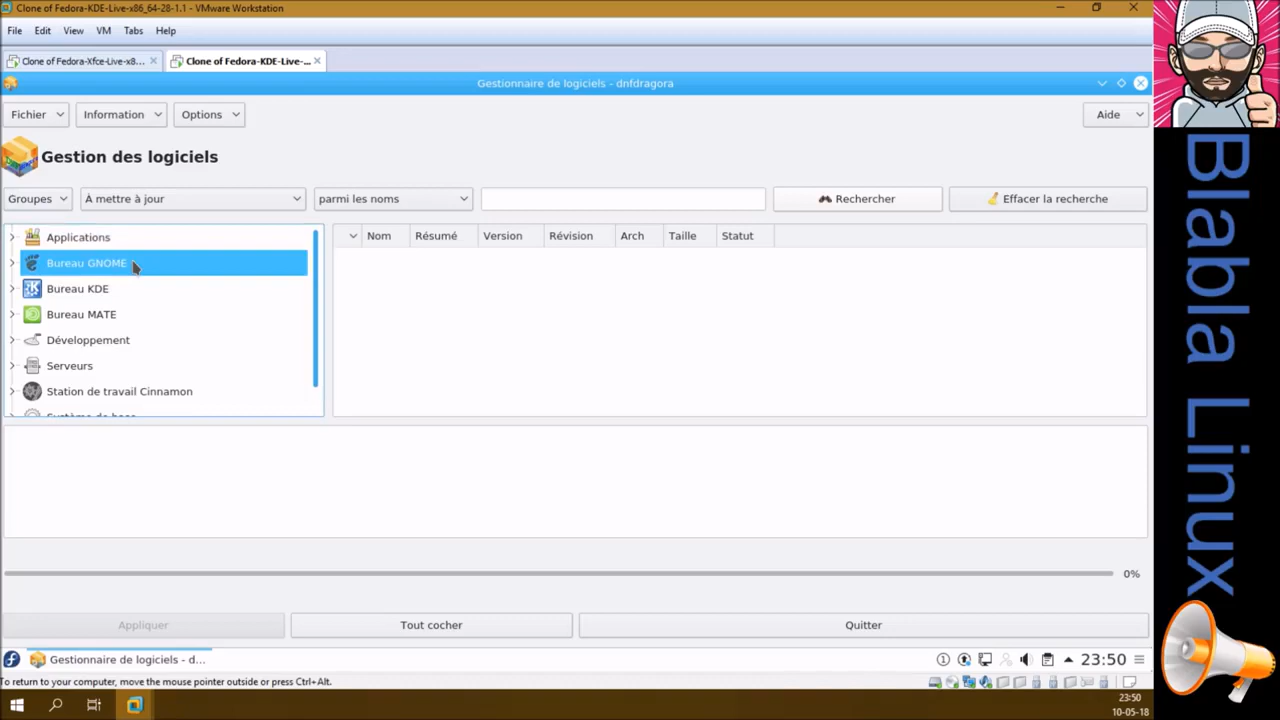 Clone of Fedora-KDE-Live-x86_64-28-1.1 - VMware Workstation
File Edit View VM Tabs Help
Clone of Fedora-Xfce-Live-x8...
Clone of Fedora-KDE-Live-...
Gestionnaire de logiciels - dnfdragora
Fichier Information Options Aide
Gestion des logiciels
Groupes À mettre à jour parmi les noms Rechercher Effacer la recherche
Applications
Bureau GNOME
Bureau KDE
Bureau MATE
Développement
Serveurs
Station de travail Cinnamon
Système de base
Nom Résumé Version Révision Arch Taille Statut
0%
Appliquer Tout cocher Quitter
Gestionnaire de logiciels - d...
23:50
To return to your computer, move the mouse pointer outside or press Ctrl+Alt.
23:50
10-05-18
Blabla Linux